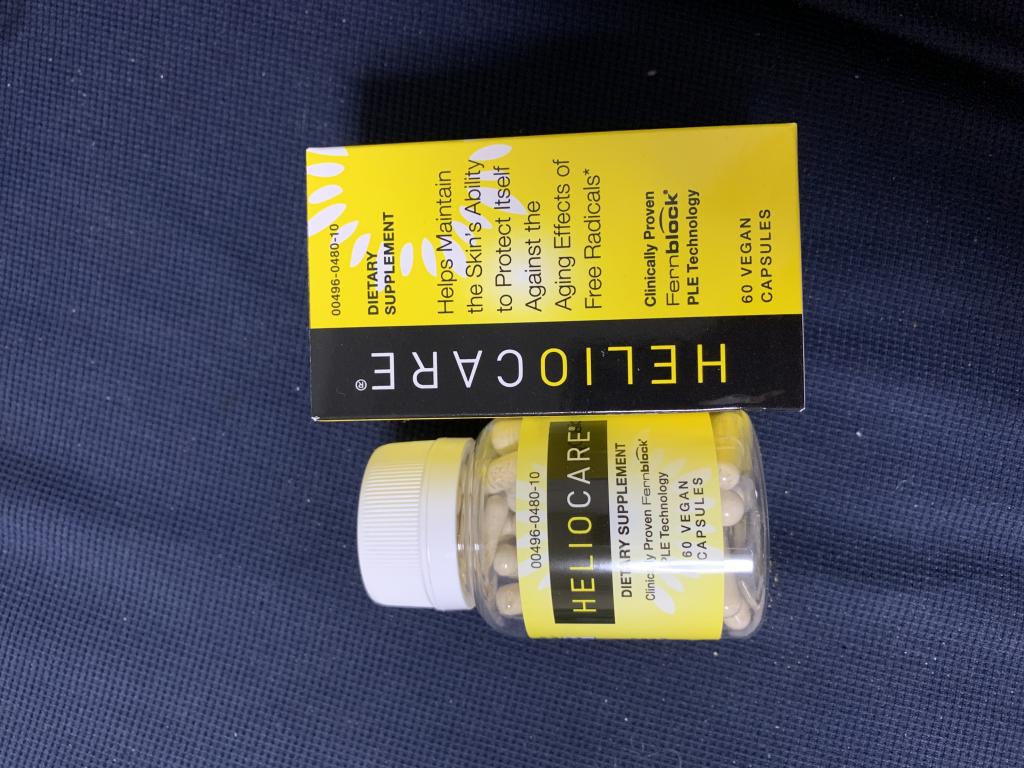 00496-0480-10
DIETARY
SUPPLEMENT
Helps Maintain
the Skin's Ability
to Protect Itself
Against the
Aging Effects of
Free Radicals*
Clinically Proven
Fernblock®
PLE Technology
60 VEGAN
CAPSULES
HELIOCARE®
00496-0480-10
HELIOCARE®
DIETARY SUPPLEMENT
Clinically Proven Fernblock®
PLE Technology
60 VEGAN
CAPSULES